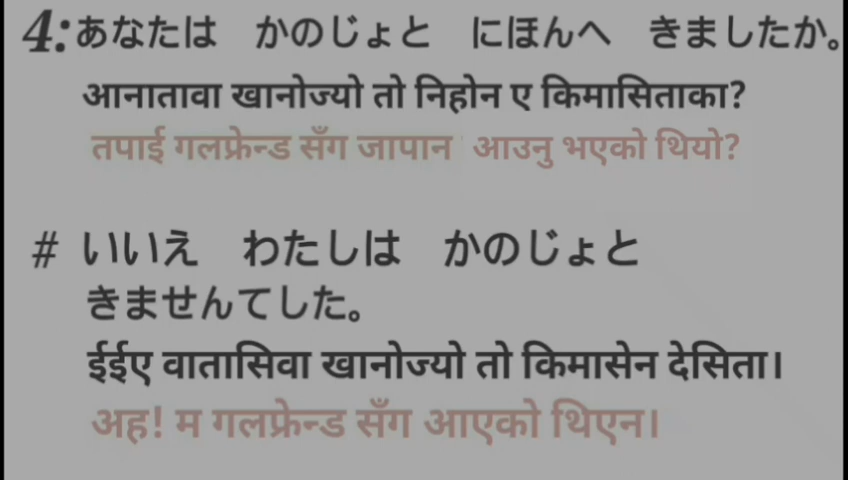 4:あなたは かのじょと にほんへ きましたか。
आनातावा खानोज्यो तो निहोन ए किमासिताका?
तपाई गलफ्रेन्ड सँग जापान आउनु भएको थियो?
# いいえ わたしは かのじょと
きませんてした。
ईईए वातासिवा खानोज्यो तो किमासेन देसिता।
अह! म गलफ्रेन्ड सँग आएको थिएन।